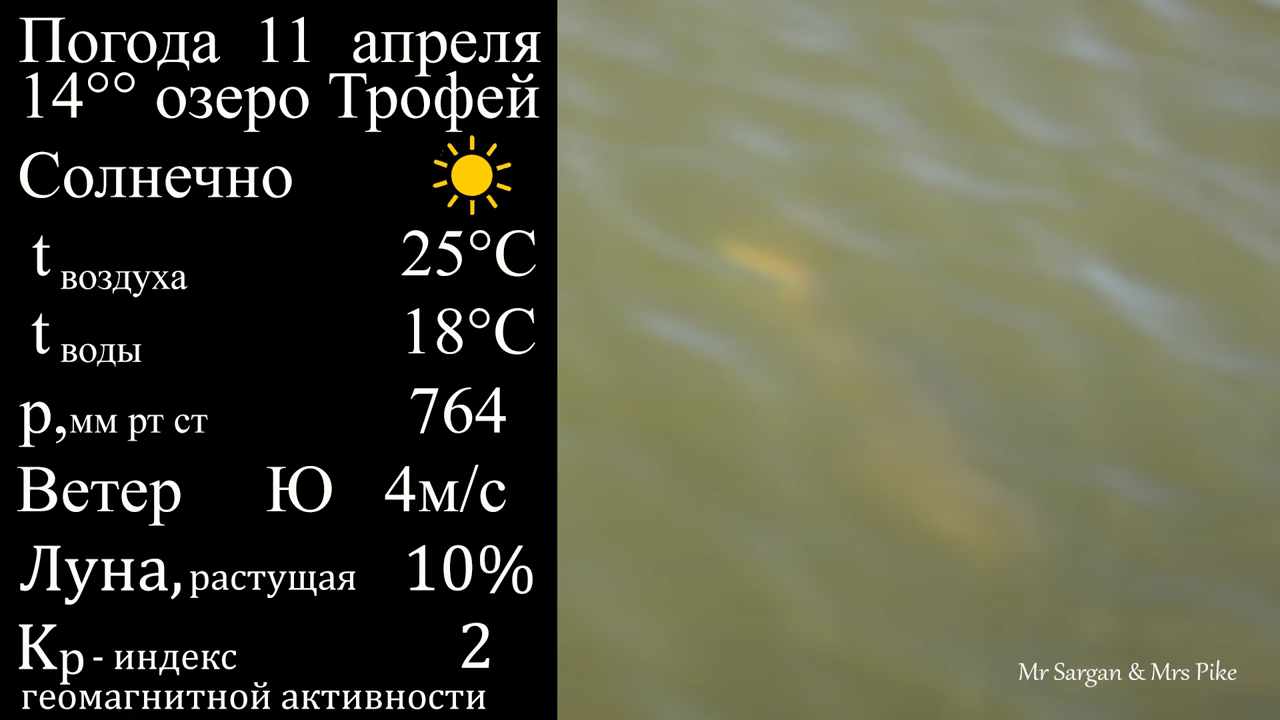 Погода 11 апреля
14°° озеро Трофей
Солнечно
t воздуха 25°C
t воды 18°C
р,мм рт ст 764
Ветер Ю 4м/с
Луна,растущая 10%
Кр - индекс 2
геомагнитной активности
Mr Sargan & Mrs Pike